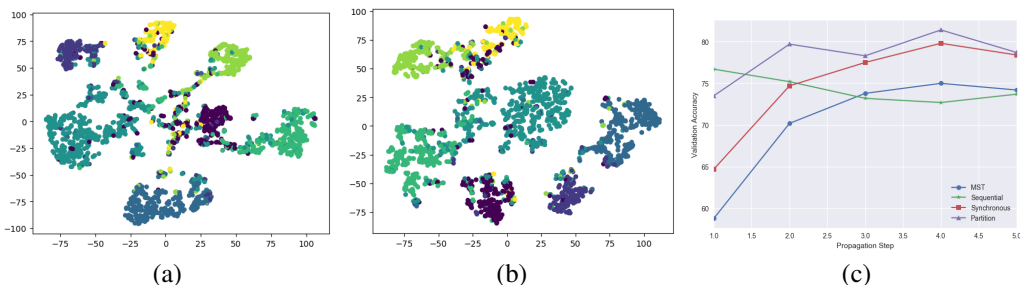 100
75
50
25
0
-25
-50
-75
-100
-75 -50 -25 0 25 50 75 100
(a)
75
50
25
0
-25
-50
-75
-75 -50 -25 0 25 50 75 100
(b)
80
75
70
65
60
Validation Accuracy
MST
Sequential
Synchronous
Partition
1.0 1.5 2.0 2.5 3.0 3.5 4.0 4.5 5.0
Propagation Step
(c)